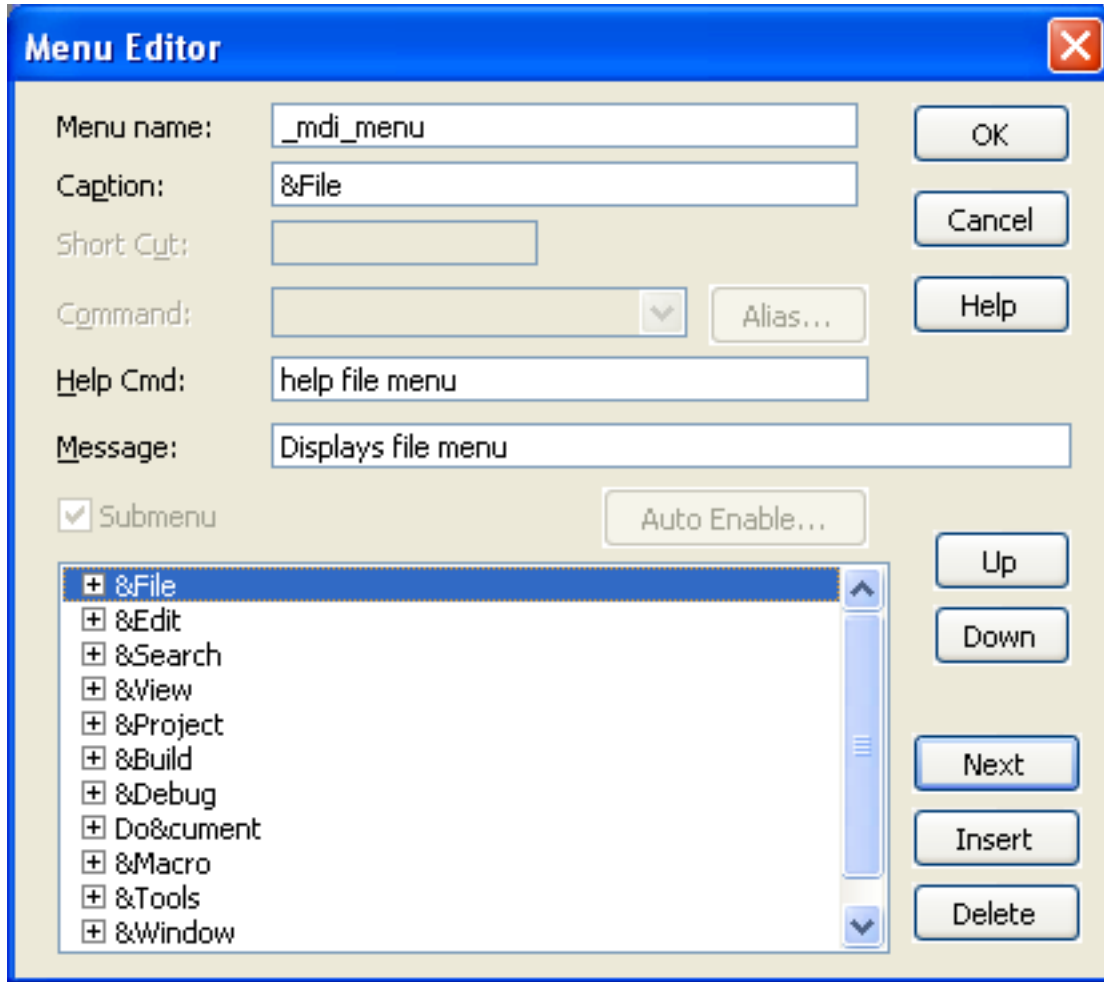 Menu Editor
Menu name: _mdi_menu OK
Caption: &File
Short Cut: Cancel
Command: Alias... Help
Help Cmd: help file menu
Message: Displays file menu
Submenu Auto Enable...
&File Up
&Edit
&Search Down
&View
&Project
&Build Next
&Debug
Do&cument Insert
&Macro
&Tools Delete
&Window